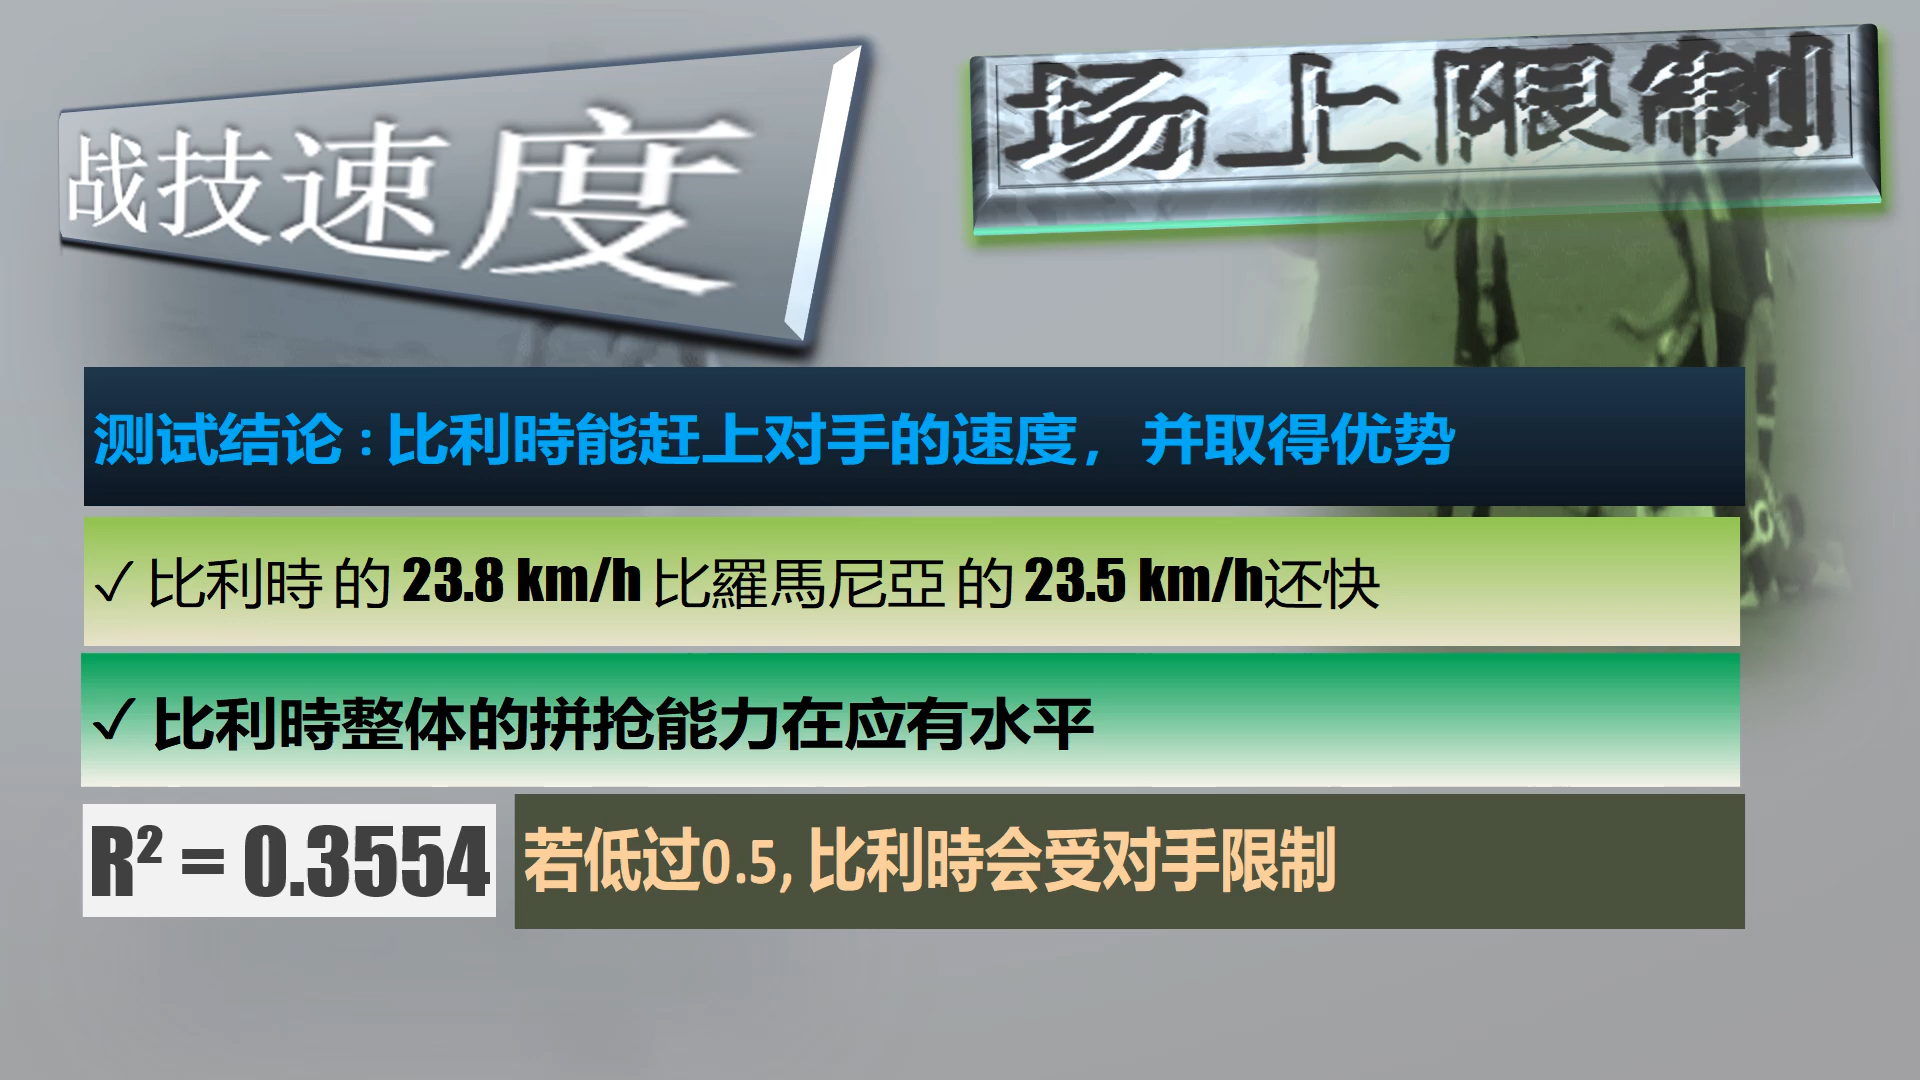 战技速度
场上限制
测试结论 : 比利時能赶上对手的速度，并取得优势
✓ 比利時 的 23.8 km/h 比羅馬尼亞 的 23.5 km/h还快
✓ 比利時整体的拼抢能力在应有水平
R² = 0.3554
若低过0.5, 比利時会受对手限制